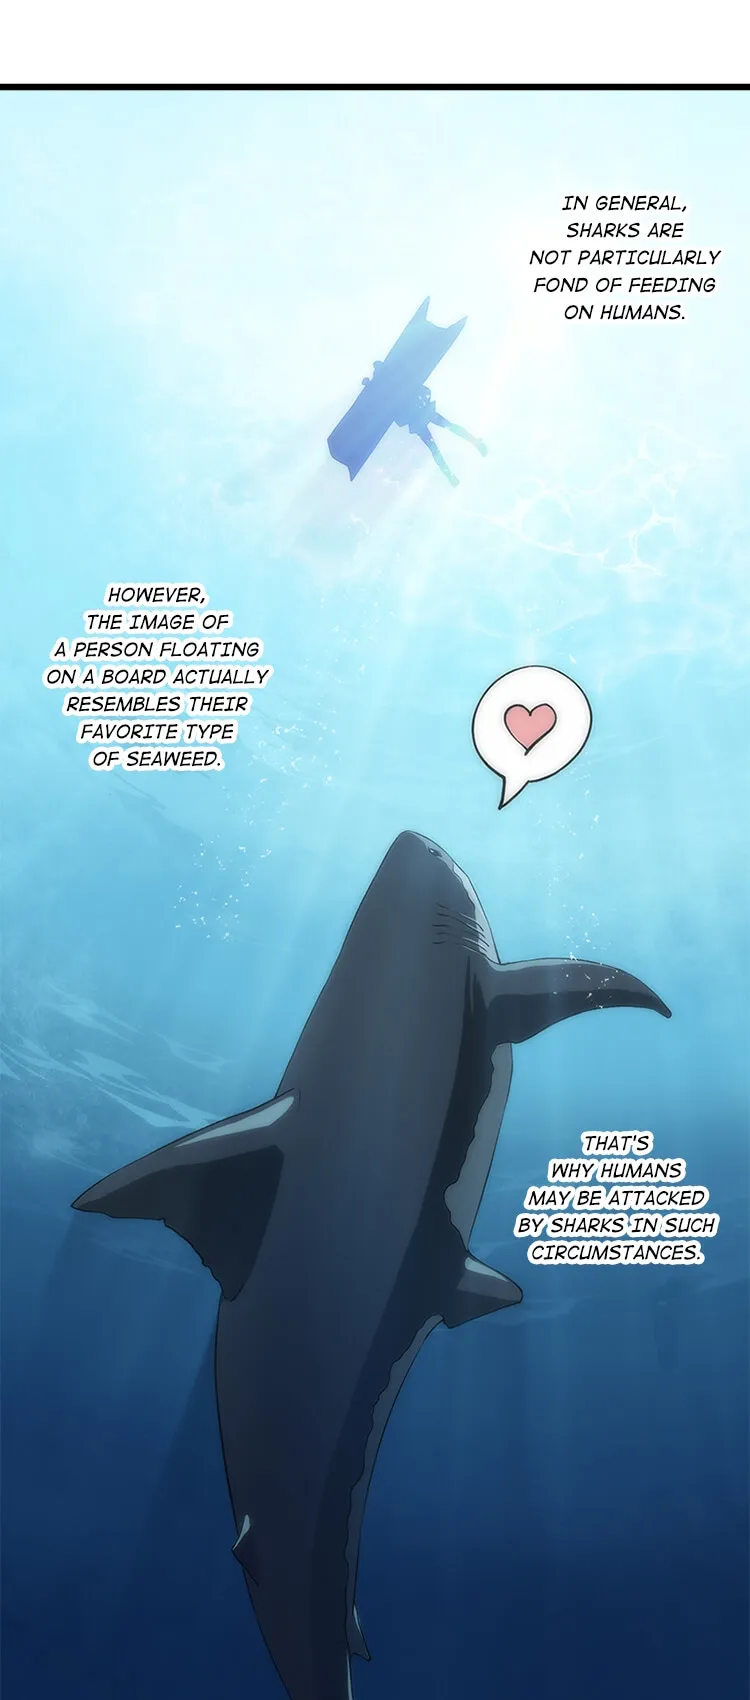 IN GENERAL,
SHARKS ARE
NOT PARTICULARLY
FOND OF FEEDING
ON HUMANS.
HOWEVER,
THE IMAGE OF
A PERSON FLOATING
ON A BOARD ACTUALLY
RESEMBLES THEIR
FAVORITE TYPE
OF SEAWEED.
THAT'S
WHY HUMANS
MAY BE ATTACKED
BY SHARKS IN SUCH
CIRCUMSTANCES.